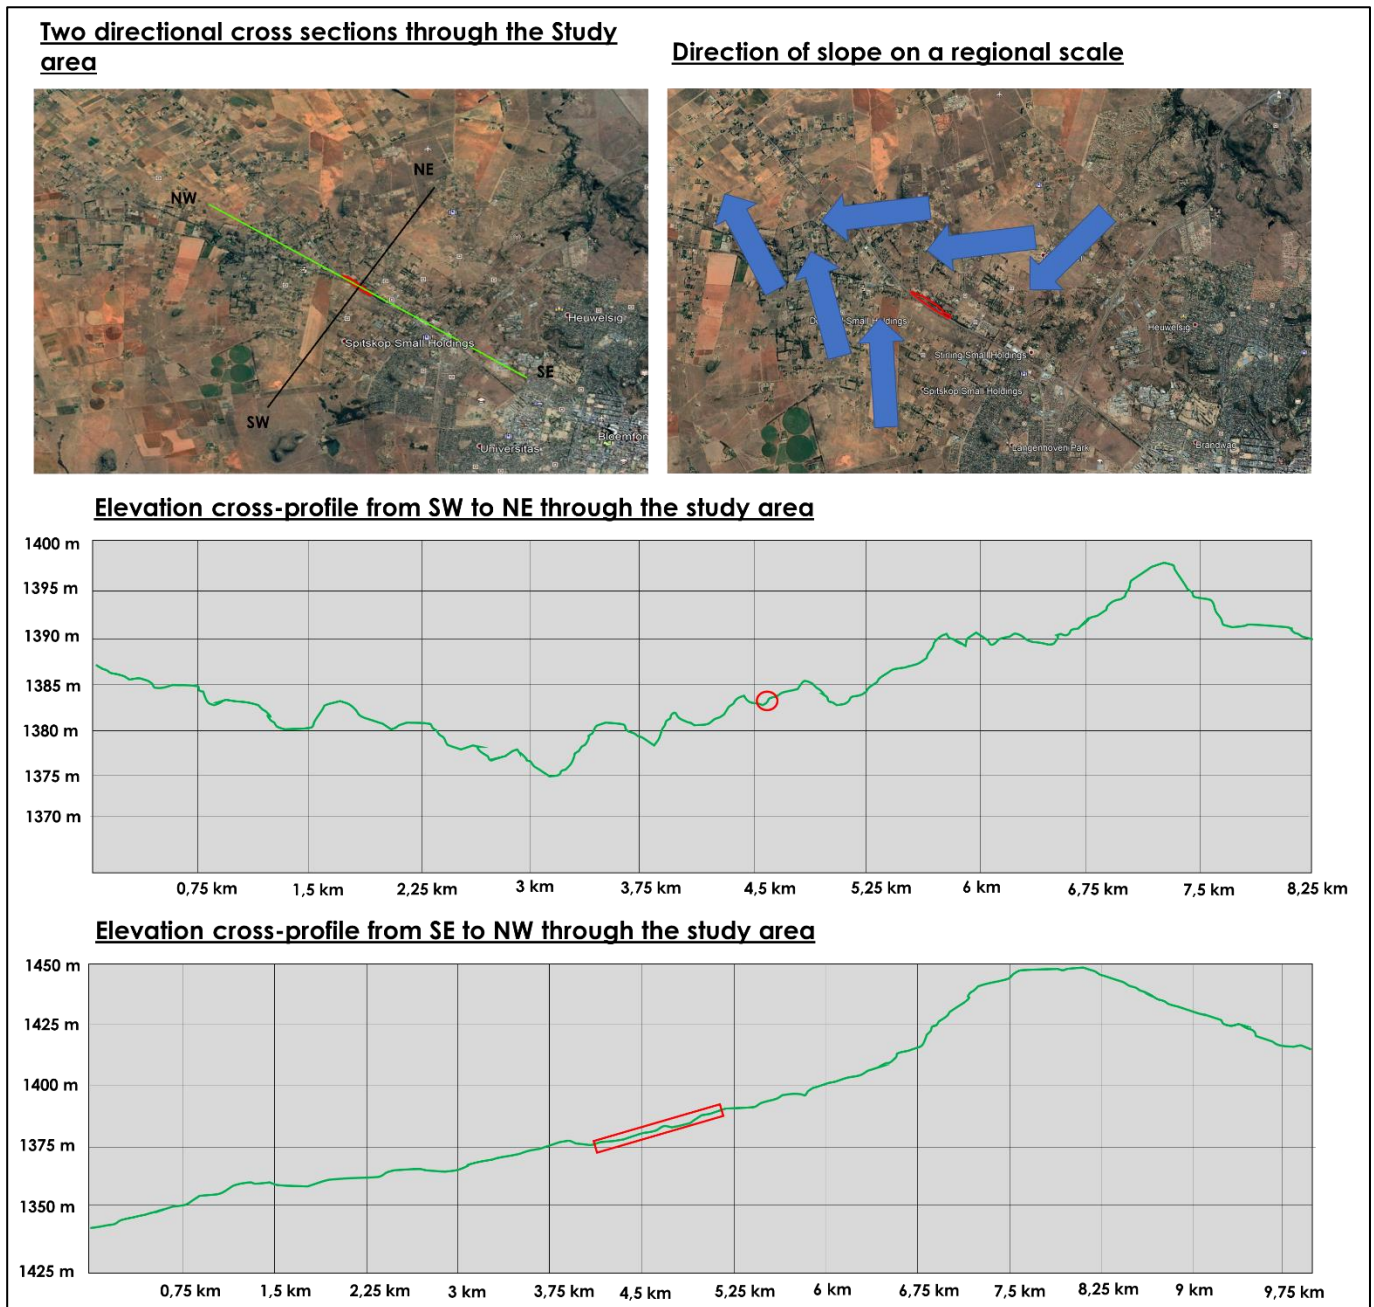 Two directional cross sections through the Study
area
Direction of slope on a regional scale
NE
NW
Heuwelsig
Spitskop Small Holdings
SE
SW
Universitas
Bloemfon
Small Holdings
Heuwelsig
Stirling Small Holdings
Spitskop Small Holdings
Langenhoven Park
Brandwag
Elevation cross-profile from SW to NE through the study area
1400 m
1395 m
1390 m
1385 m
1380 m
1375 m
1370 m
0,75 km 1,5 km 2,25 km 3 km 3,75 km 4,5 km 5,25 km 6 km 6,75 km 7,5 km 8,25 km
Elevation cross-profile from SE to NW through the study area
1450 m
1425 m
1400 m
1375 m
1350 m
1425 m
0,75 km 1,5 km 2,25 km 3 km 3,75 km 4,5 km 5,25 km 6 km 6,75 km 7,5 km 8,25 km 9 km 9,75 km